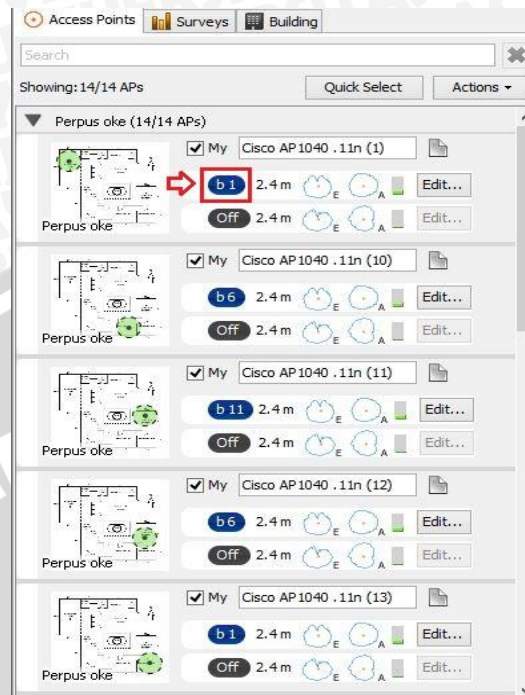 Access Points Surveys Building
Search
Showing: 14/14 APs Quick Select Actions
Perpus oke (14/14 APs)
My Cisco AP1040 .11n (1)
b 1 2.4 m E A Edit...
Off 2.4 m E A Edit...
Perpus oke
My Cisco AP1040 .11n (10)
b 6 2.4 m E A Edit...
Off 2.4 m E A Edit...
Perpus oke
My Cisco AP1040 .11n (11)
b 11 2.4 m E A Edit...
Off 2.4 m E A Edit...
Perpus oke
My Cisco AP1040 .11n (12)
b 6 2.4 m E A Edit...
Off 2.4 m E A Edit...
Perpus oke
My Cisco AP1040 .11n (13)
b 1 2.4 m E A Edit...
Off 2.4 m E A Edit...
Perpus oke